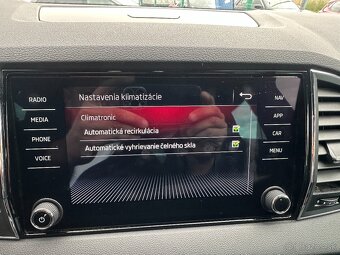 Nastavenia klimatizácie
RADIO
MEDIA
PHONE
VOICE
Climatronic
Automatická recirkulácia
Automatické vyhrievanie čelného skla
NAV
APP
CAR
MENU